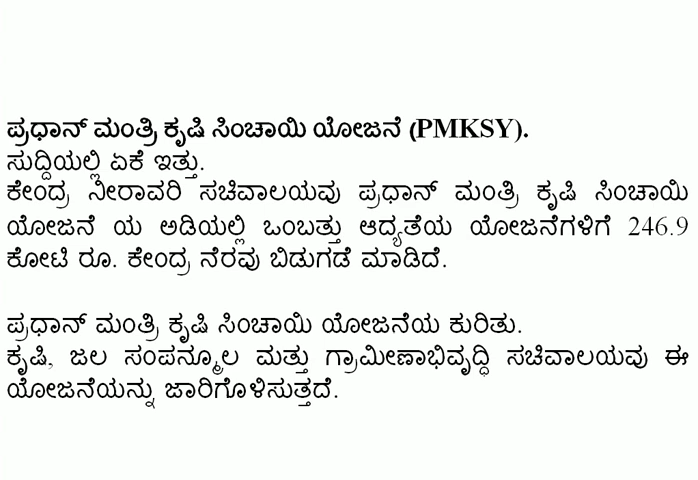 ಪ್ರಧಾನ್ ಮಂತ್ರಿ ಕೃಷಿ ಸಿಂಚಾಯಿ ಯೋಜನೆ (PMKSY).
ಸುದ್ದಿಯಲ್ಲಿ ಏಕೆ ಇತ್ತು.
ಕೇಂದ್ರ ನೀರಾವರಿ ಸಚಿವಾಲಯವು ಪ್ರಧಾನ್ ಮಂತ್ರಿ ಕೃಷಿ ಸಿಂಚಾಯಿ
ಯೋಜನೆ ಯ ಅಡಿಯಲ್ಲಿ ಒಂಬತ್ತು ಆದ್ಯತೆಯ ಯೋಜನೆಗಳಿಗೆ 246.9
ಕೋಟಿ ರೂ. ಕೇಂದ್ರ ನೆರವು ಬಿಡುಗಡೆ ಮಾಡಿದೆ.
ಪ್ರಧಾನ್ ಮಂತ್ರಿ ಕೃಷಿ ಸಿಂಚಾಯಿ ಯೋಜನೆಯ ಕುರಿತು.
ಕೃಷಿ, ಜಲ ಸಂಪನ್ಮೂಲ ಮತ್ತು ಗ್ರಾಮೀಣಾಭಿವೃದ್ಧಿ ಸಚಿವಾಲಯವು ಈ
ಯೋಜನೆಯನ್ನು ಜಾರಿಗೊಳಿಸುತ್ತದೆ.